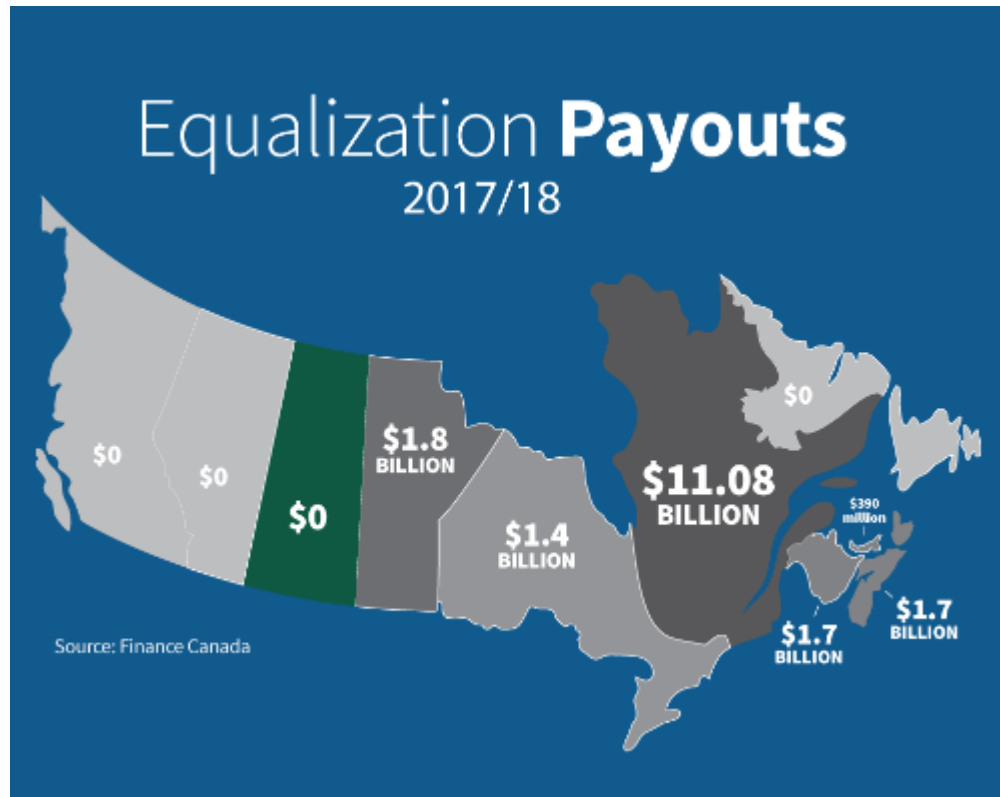 Equalization Payouts
2017/18
$0
$0
$0
$1.8
BILLION
$1.4
BILLION
$11.08
BILLION
$0
$390
million
$1.7
BILLION
$1.7
BILLION
Source: Finance Canada